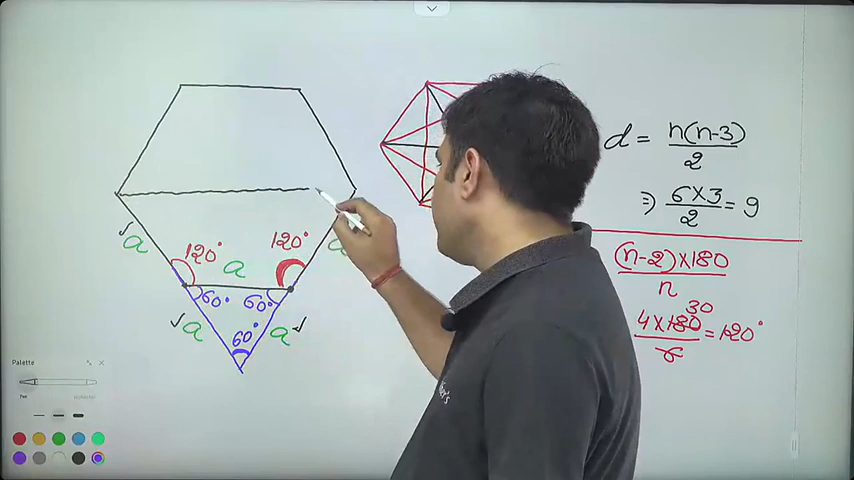 d = n(n-3)/2
⇒ 6×3/2 = 9
(n-2)×180/n
30
4×180/6 = 120°
a
120°
120°
a
a
60°
60°
a
60°
a
Palette
Pen